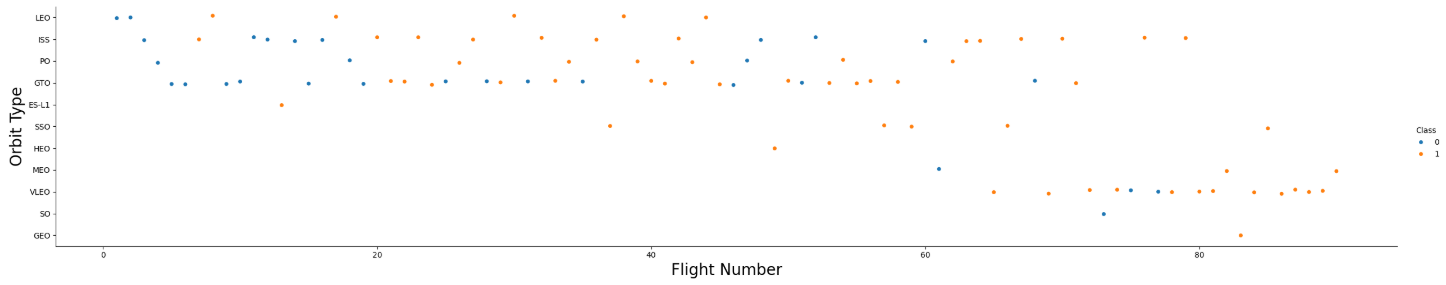 Orbit Type
LEO
ISS
PO
GTO
ES-L1
SSO
HEO
MEO
VLEO
SO
GEO
0
20
40
60
80
Flight Number
Class
0
1